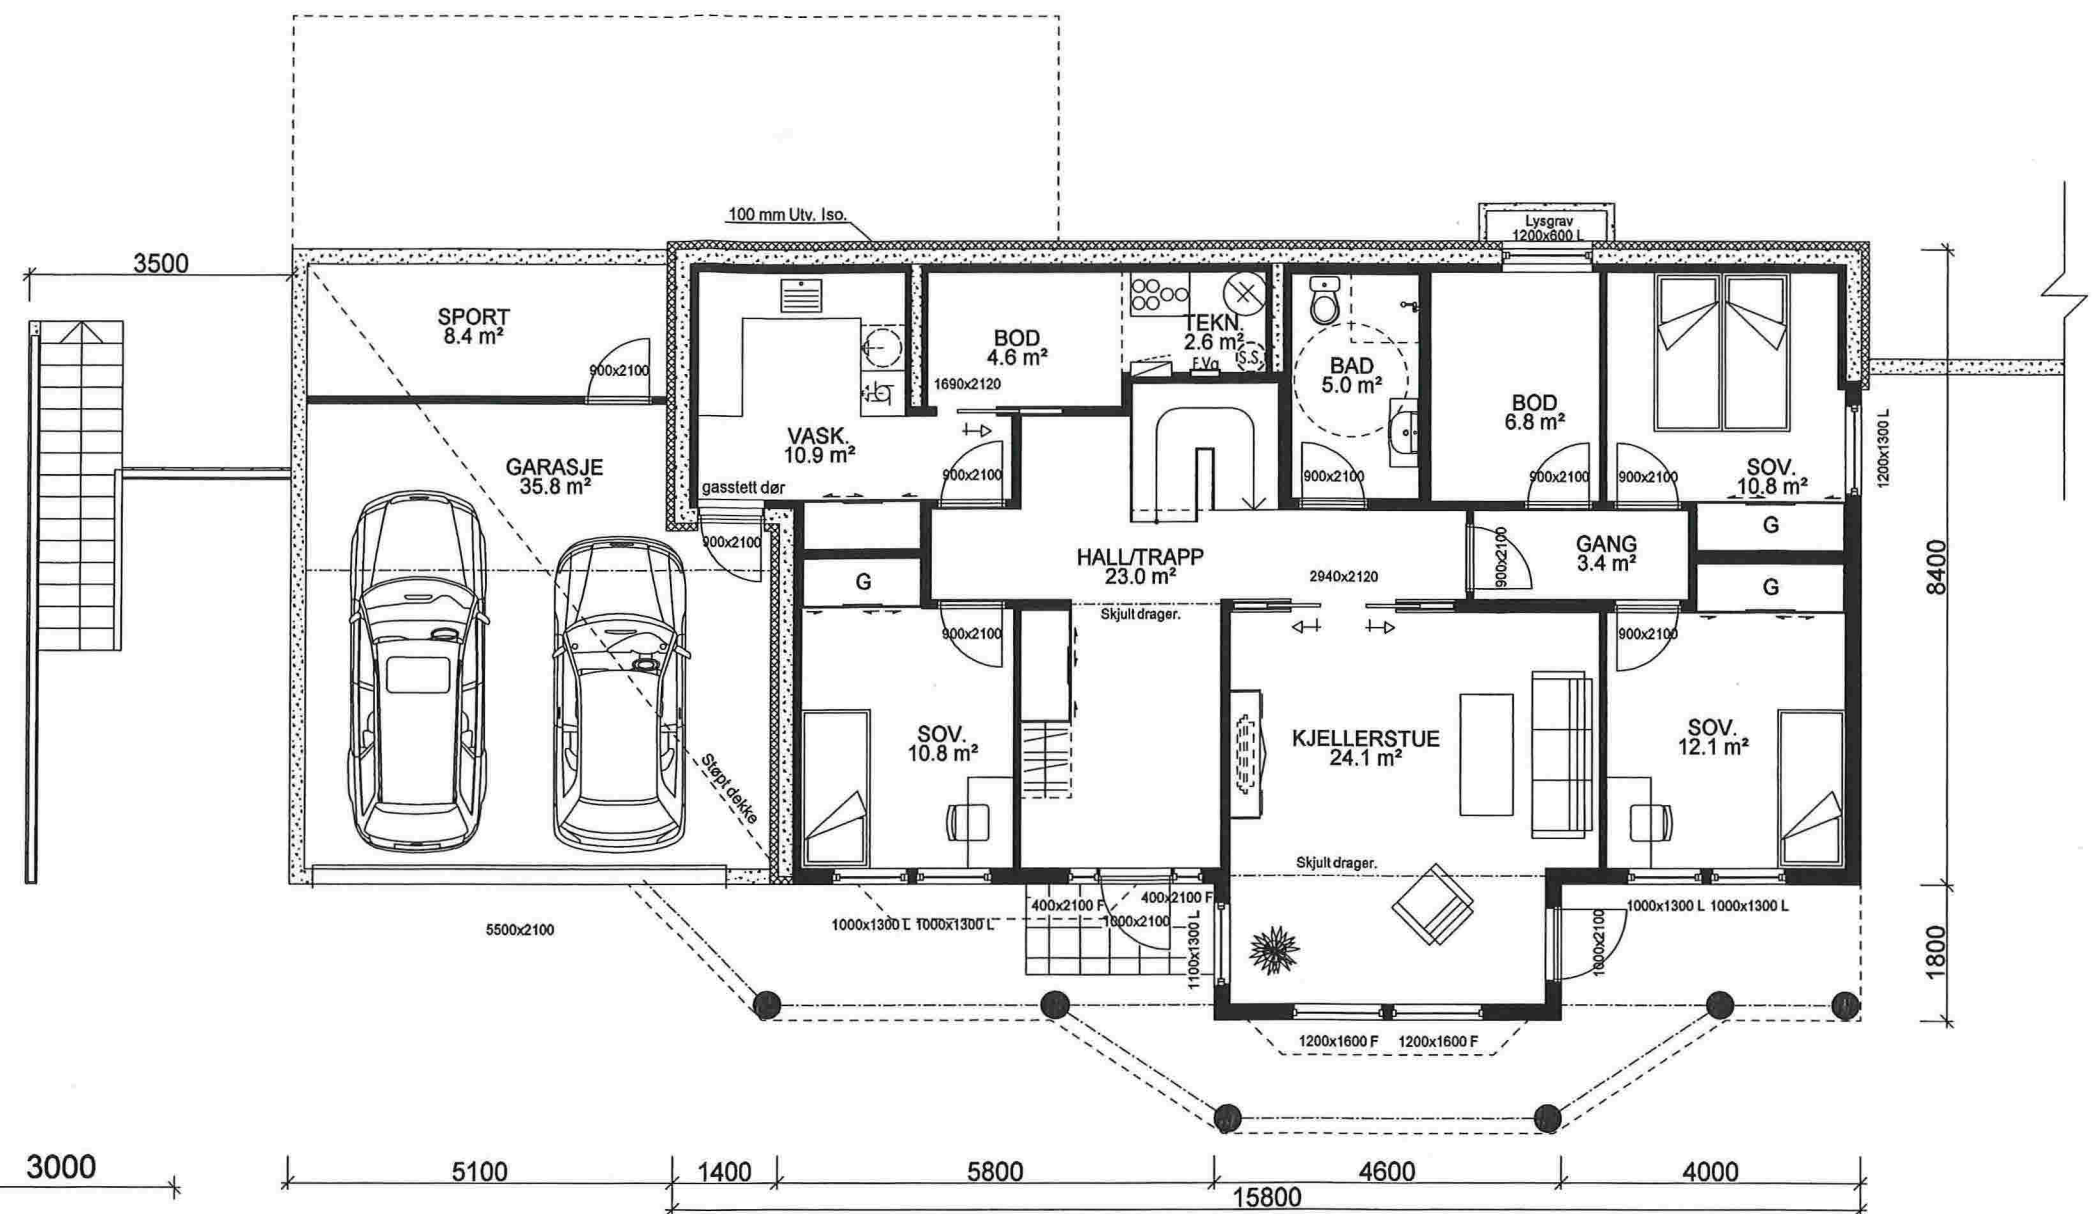 100 mm Utv. Iso.
Lysgrav
1200x600 L
3500
SPORT
8.4 m²
900x2100
BOD
4.6 m²
TEKN.
2.6 m²
F.Vg
S.S.
1690x2120
BAD
5.0 m²
BOD
6.8 m²
VASK.
10.9 m²
GARASJE
35.8 m²
gasstett dør
900x2100
900x2100
900x2100
900x2100
900x2100
SOV.
10.8 m²
1200x1300 L
G
900x2100
HALL/TRAPP
23.0 m²
2940x2120
GANG
3.4 m²
G
G
8400
Skjult drager.
900x2100
900x2100
SOV.
10.8 m²
KJELLERSTUE
24.1 m²
SOV.
12.1 m²
Støpt dekke
Skjult drager.
5500x2100
1000x1300 L 1000x1300 L
400x2100 F
400x2100 F
1000x2100
1100x1300 L
1000x2100
1000x1300 L 1000x1300 L
1800
1200x1600 F 1200x1600 F
3000
5100
1400
5800
4600
4000
15800